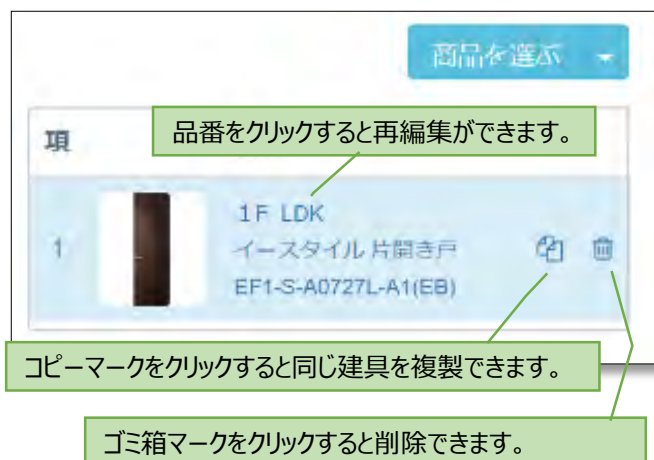 商品を選ぶ
品番をクリックすると再編集ができます。
項
1F LDK
1
イースタイル 片開き戸
EF1-S-A0727L-A1(EB)
コピーマークをクリックすると同じ建具を複製できます。
ゴミ箱マークをクリックすると削除できます。